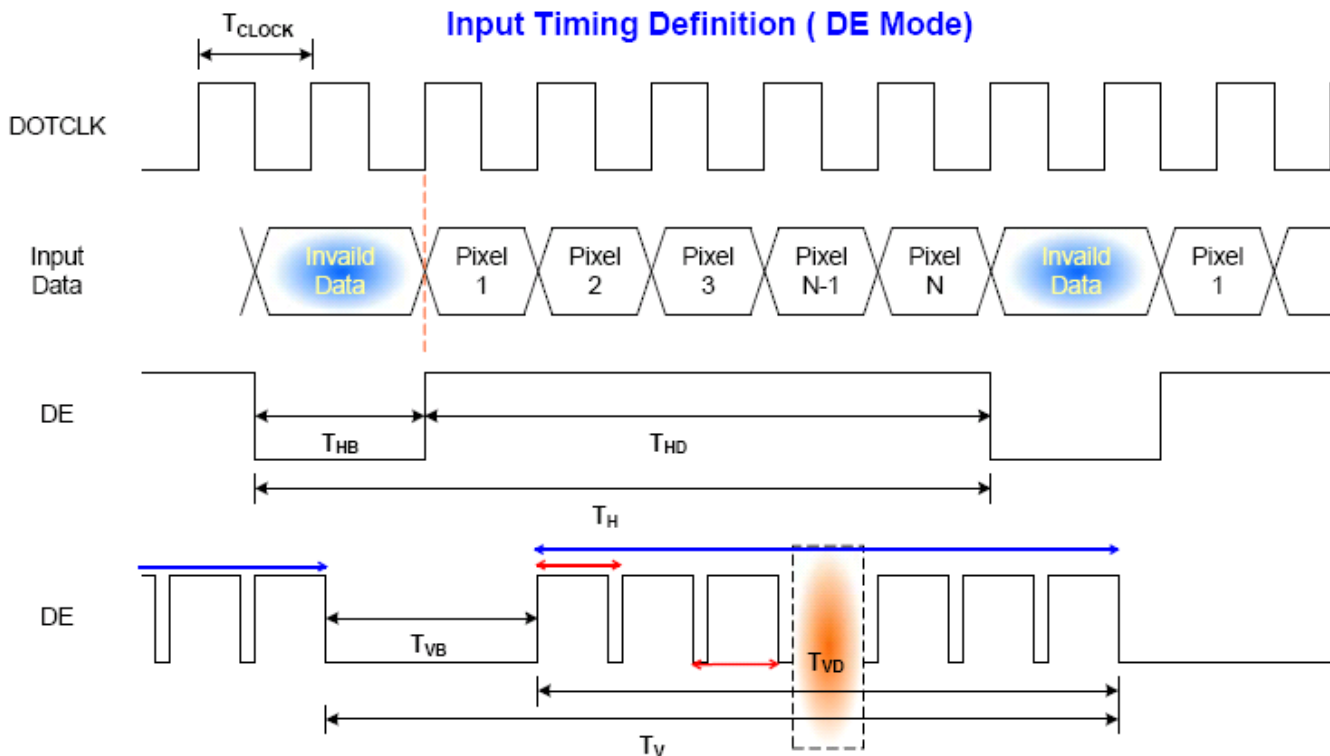 Input Timing Definition ( DE Mode)
TCLOCK
DOTCLK
Input
Data
Invaild
Data
Pixel
1
Pixel
2
Pixel
3
Pixel
N-1
Pixel
N
Invaild
Data
Pixel
1
DE
THB
THD
TH
DE
TVB
TVD
TV